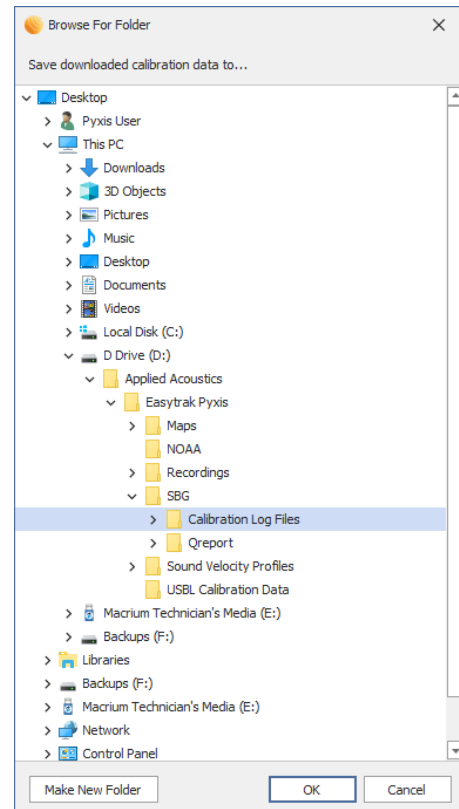 Browse For Folder
Save downloaded calibration data to...
Desktop
Pyxis User
This PC
Downloads
3D Objects
Pictures
Music
Desktop
Documents
Videos
Local Disk (C:)
D Drive (D:)
Applied Acoustics
Easytrak Pyxis
Maps
NOAA
Recordings
SBG
Calibration Log Files
Qreport
Sound Velocity Profiles
USBL Calibration Data
Macrium Technician's Media (E:)
Backups (F:)
Libraries
Backups (F:)
Macrium Technician's Media (E:)
Network
Control Panel
Make New Folder OK Cancel